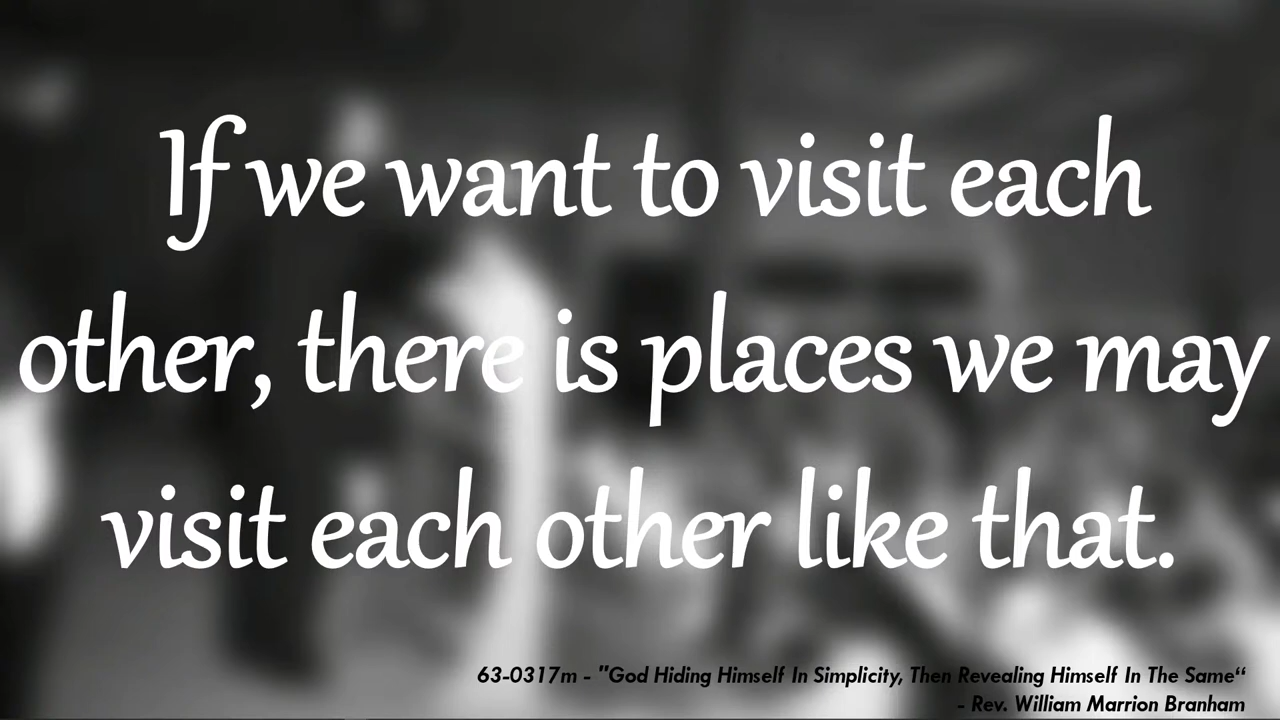 If we want to visit each
other, there is places we may
visit each other like that.
63-0317m - "God Hiding Himself In Simplicity, Then Revealing Himself In The Same“
- Rev. William Marrion Branham